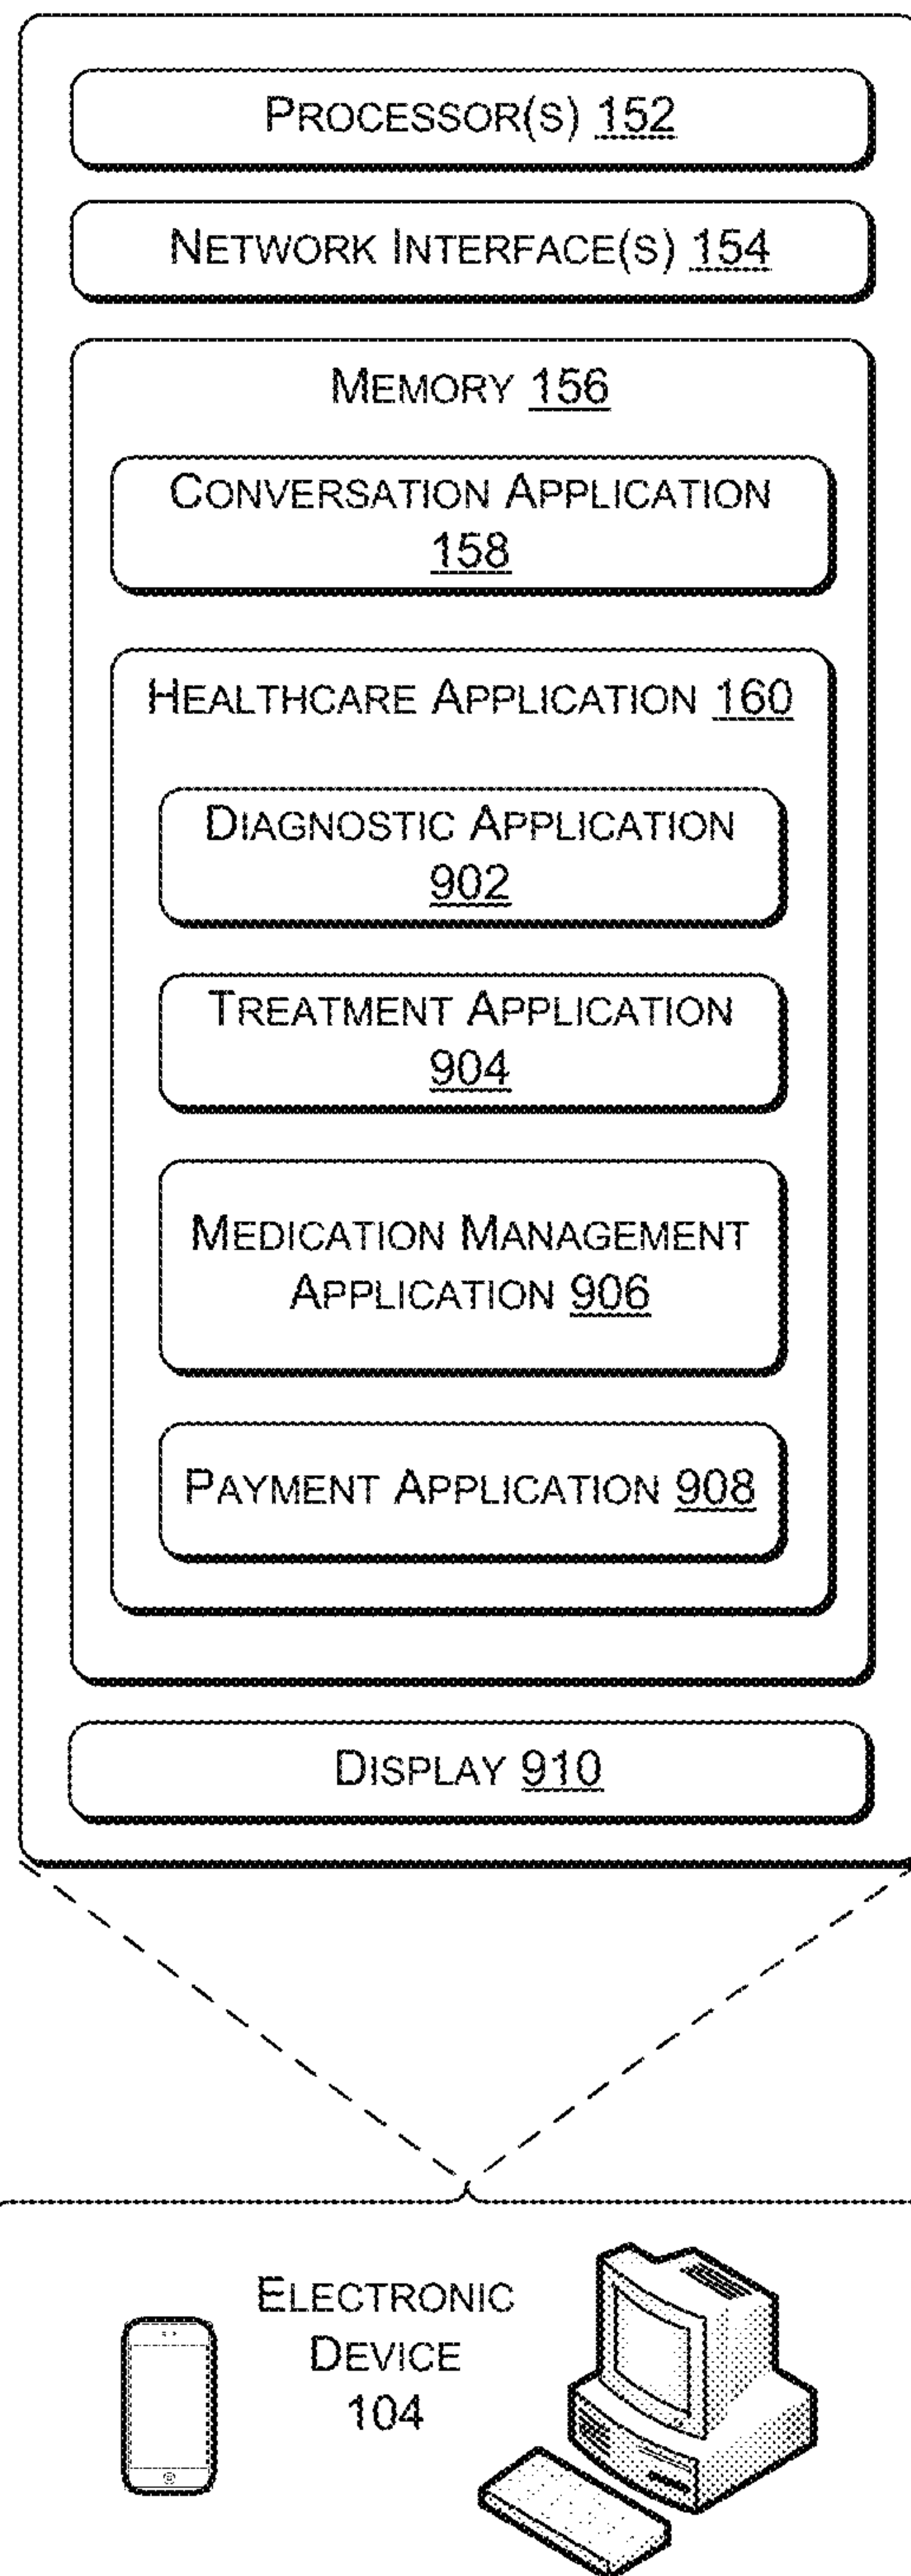 PROCESSOR(S) 152
NETWORK INTERFACE(S) 154
MEMORY 156
CONVERSATION APPLICATION
158
HEALTHCARE APPLICATION 160
DIAGNOSTIC APPLICATION
902
TREATMENT APPLICATION
904
MEDICATION MANAGEMENT
APPLICATION 906
PAYMENT APPLICATION 908
DISPLAY 910
ELECTRONIC
DEVICE
104